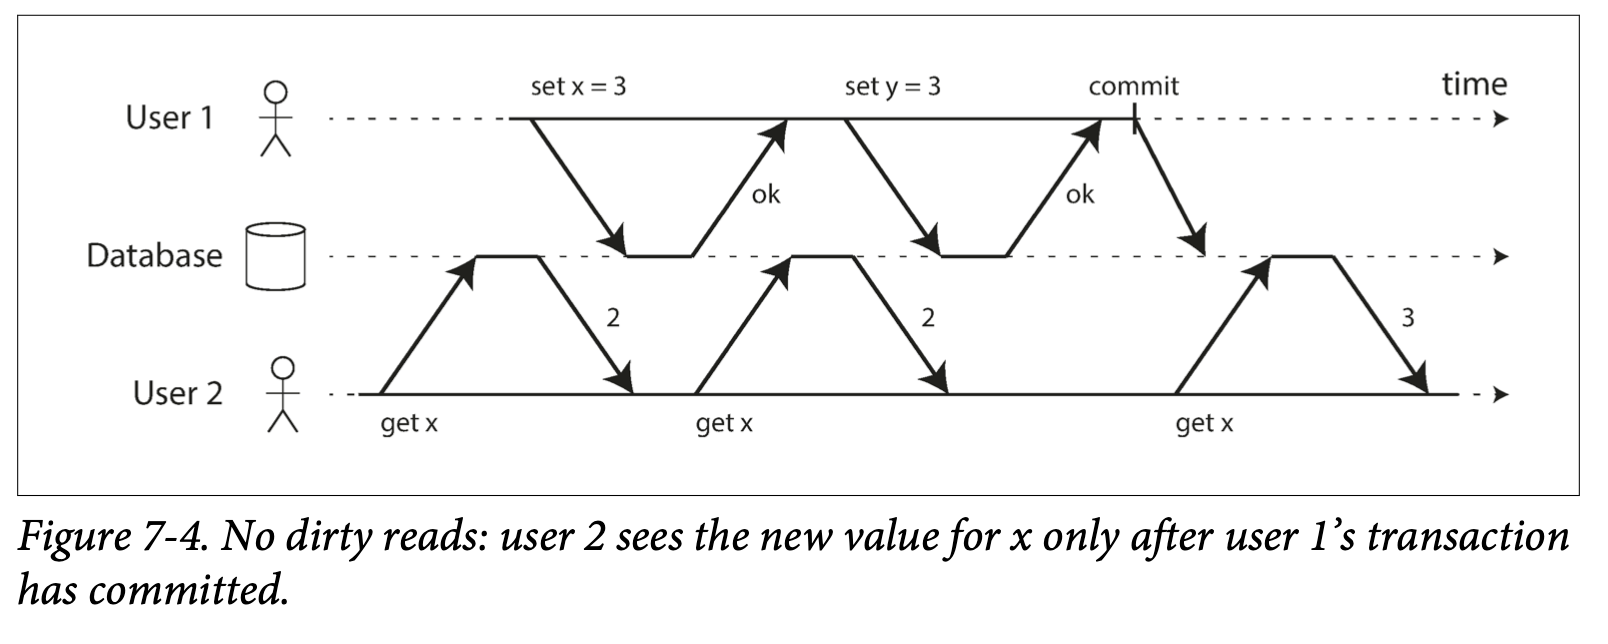 set x = 3
set y = 3
commit
time
User 1
ok
ok
Database
2
2
3
User 2
get x
get x
get x
Figure 7-4. No dirty reads: user 2 sees the new value for x only after user 1’s transaction
has committed.